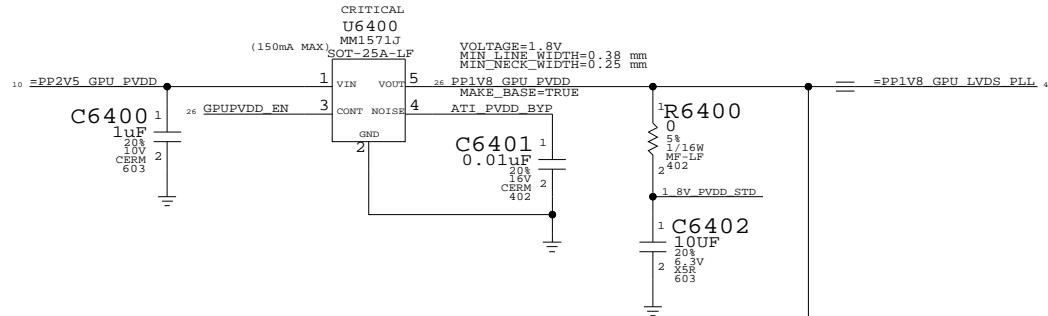 CRITICAL
U6400
MM1571J
SOT-25A-LF
(150mA MAX)
VOLTAGE=1.8V
MIN_LINE_WIDTH=0.38 mm
MIN_NECK_WIDTH=0.25 mm
10 =PP2V5_GPU_PVDD
1 VIN
VOUT 5
26 PP1V8_GPU_PVDD
MAKE_BASE=TRUE
=PP1V8_GPU_LVDS_PLL 4
26 GPUPVDD_EN
3 CONT
NOISE 4
ATI_PVDD_BYP
GND
2
C6400
1uF
20%
10V
CERM
603
1
2
C6401
0.01uF
20%
16V
CERM
402
1
2
1
R6400
0
5%
1/16W
MF-LF
402
2
1_8V_PVDD_STD
1
C6402
10UF
20%
6.3V
X5R
603
2